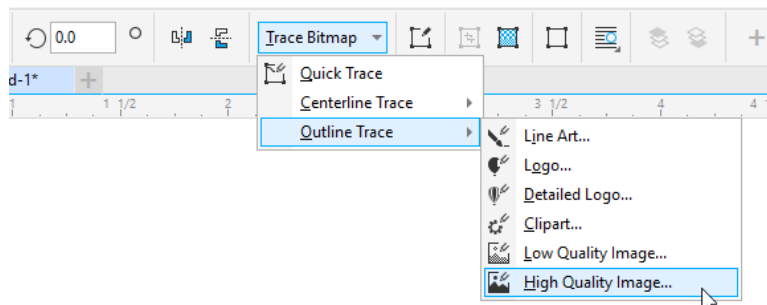 0.0
Trace Bitmap
d-1*
1 1 1/2 2 3 1/2 4 4
Quick Trace
Centerline Trace
Outline Trace
Line Art...
Logo...
Detailed Logo...
Clipart...
Low Quality Image...
High Quality Image...